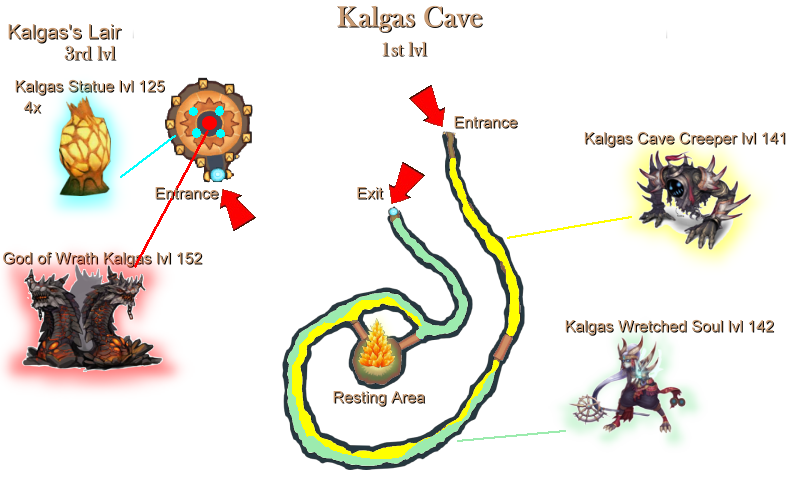 Kalgas Cave
1st lvl
Kalgas's Lair
3rd lvl
Kalgas Statue lvl 125
4x
Entrance
God of Wrath Kalgas lvl 152
Entrance
Exit
Kalgas Cave Creeper lvl 141
Kalgas Wretched Soul lvl 142
Resting Area